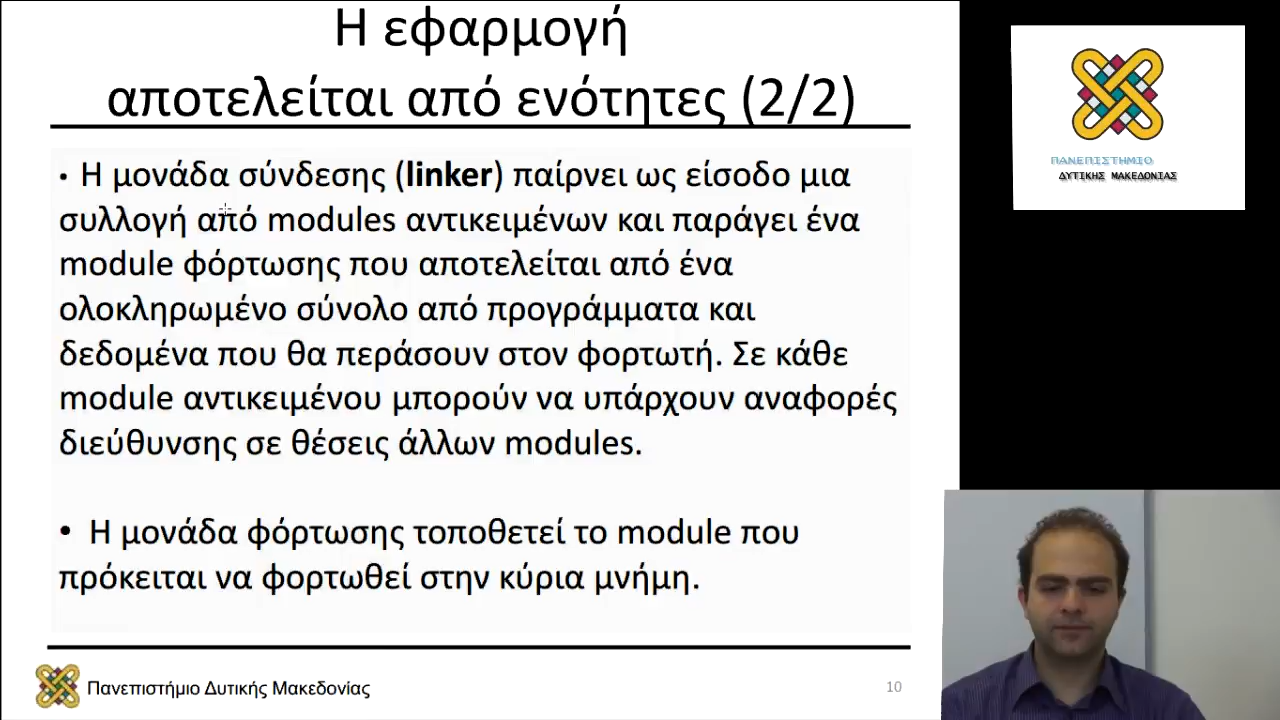 Η εφαρμογή
αποτελείται από ενότητες (2/2)
• Η μονάδα σύνδεσης (linker) παίρνει ως είσοδο μια
συλλογή από modules αντικειμένων και παράγει ένα
module φόρτωσης που αποτελείται από ένα
ολοκληρωμένο σύνολο από προγράμματα και
δεδομένα που θα περάσουν στον φορτωτή. Σε κάθε
module αντικειμένου μπορούν να υπάρχουν αναφορές
διεύθυνσης σε θέσεις άλλων modules.
• Η μονάδα φόρτωσης τοποθετεί το module που
πρόκειται να φορτωθεί στην κύρια μνήμη.
Πανεπιστήμιο Δυτικής Μακεδονίας
10
ΠΑΝΕΠΙΣΤΗΜΙΟ
ΔΥΤΙΚΗΣ ΜΑΚΕΔΟΝΙΑΣ